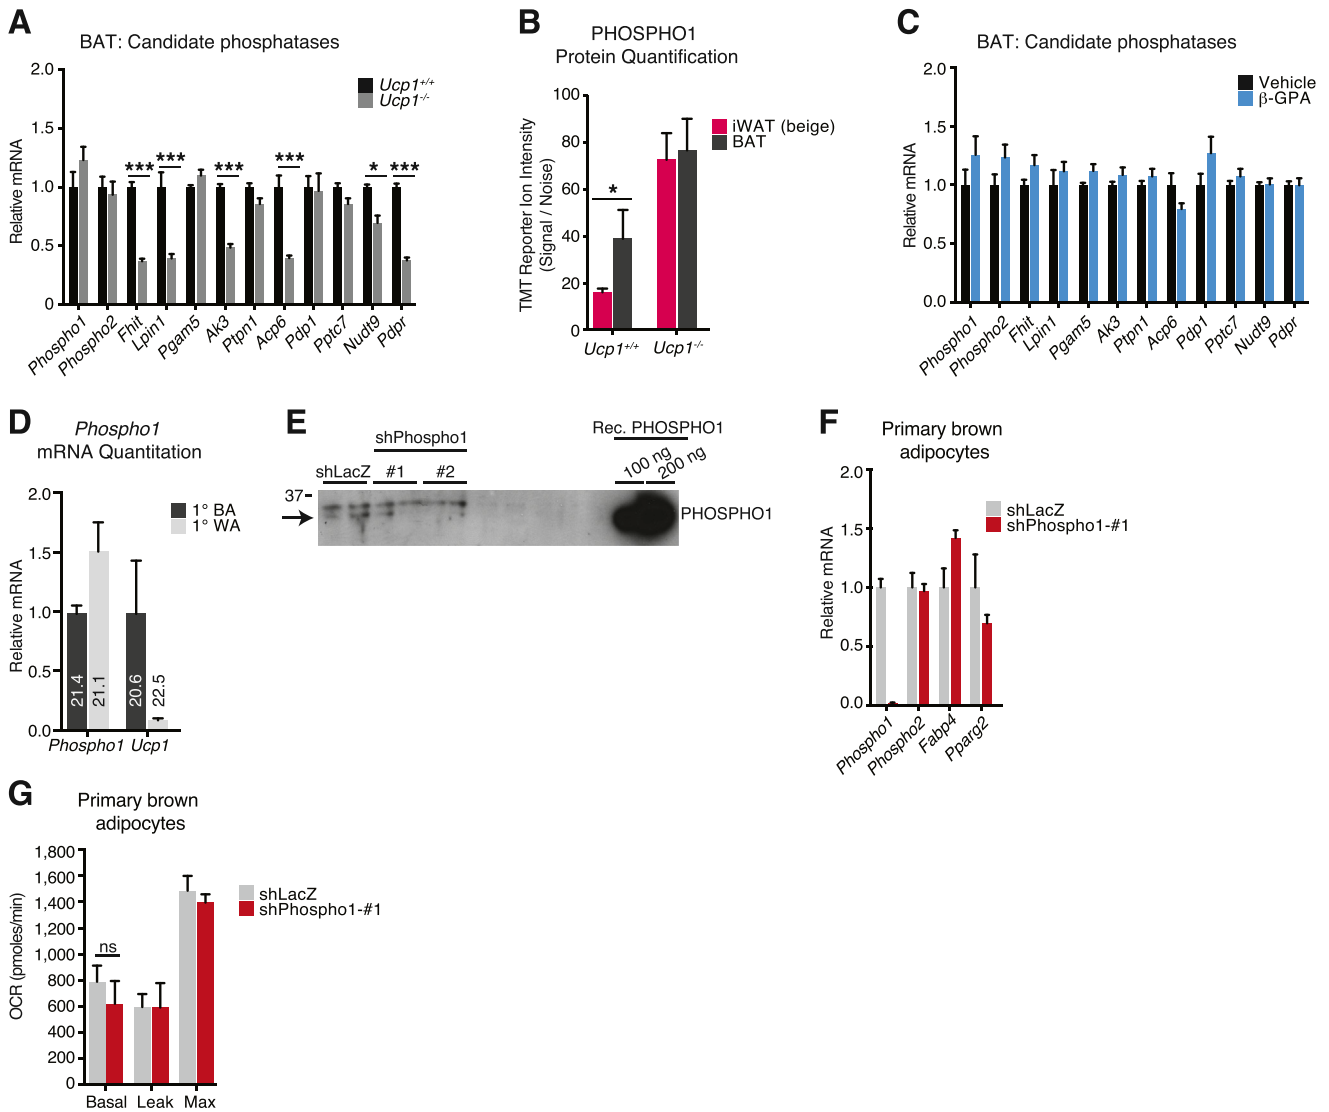 A
BAT: Candidate phosphatases
Relative mRNA
2.0
1.5
1.0
0.5
0
Ucp1+/+
Ucp1-/-
***
***
***
***
*
***
Phospho1
Phospho2
Fhit
Lpin1
Pgam5
Ak3
Ptpn1
Acp6
Pdp1
Pptc7
Nudt9
Pdpr
B
PHOSPHO1
Protein Quantification
TMT Reporter Ion Intensity
(Signal / Noise)
100
80
60
40
20
0
*
iWAT (beige)
BAT
Ucp1+/+
Ucp1-/-
C
BAT: Candidate phosphatases
Relative mRNA
2.0
1.5
1.0
0.5
0.0
Vehicle
β-GPA
Phospho1
Phospho2
Fhit
Lpin1
Pgam5
Ak3
Ptpn1
Acp6
Pdp1
Pptc7
Nudt9
Pdpr
D
Phospho1
mRNA Quantitation
Relative mRNA
2.0
1.5
1.0
0.5
0.0
1° BA
1° WA
21.4
21.1
20.6
22.5
Phospho1
Ucp1
E
shPhospho1
shLacZ
#1
#2
Rec. PHOSPHO1
100 ng
200 ng
37
PHOSPHO1
F
Primary brown
adipocytes
Relative mRNA
2.0
1.5
1.0
0.5
0.0
shLacZ
shPhospho1-#1
Phospho1
Phospho2
Fabp4
Pparg2
G
Primary brown
adipocytes
OCR (pmoles/min)
1,800
1,600
1,400
1,200
1,000
800
600
400
200
0
ns
shLacZ
shPhospho1-#1
Basal
Leak
Max